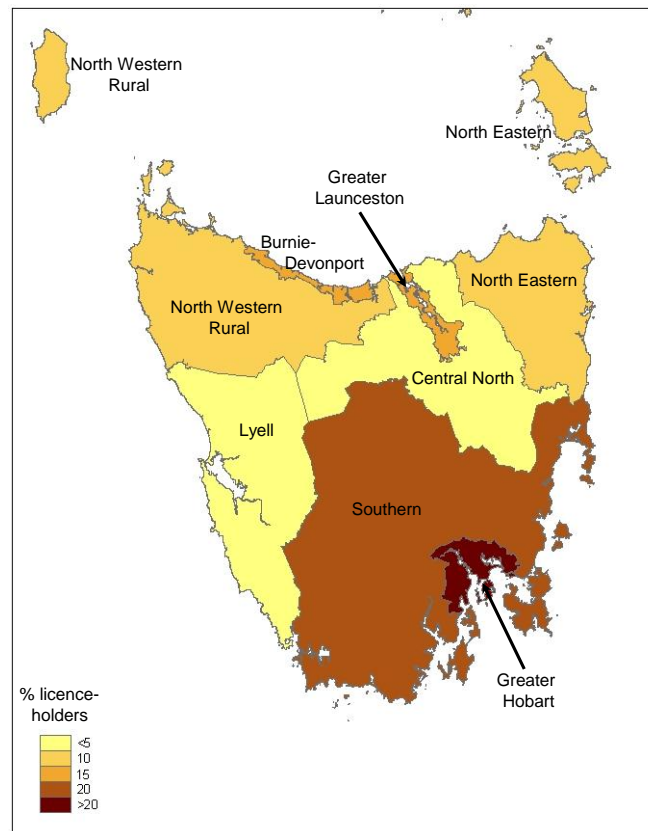 North Western
Rural
North Eastern
Greater
Launceston
Burnie-
Devonport
North Eastern
North Western
Rural
Central North
Lyell
Southern
Greater
Hobart
% licence-
holders
<5
10
15
20
>20